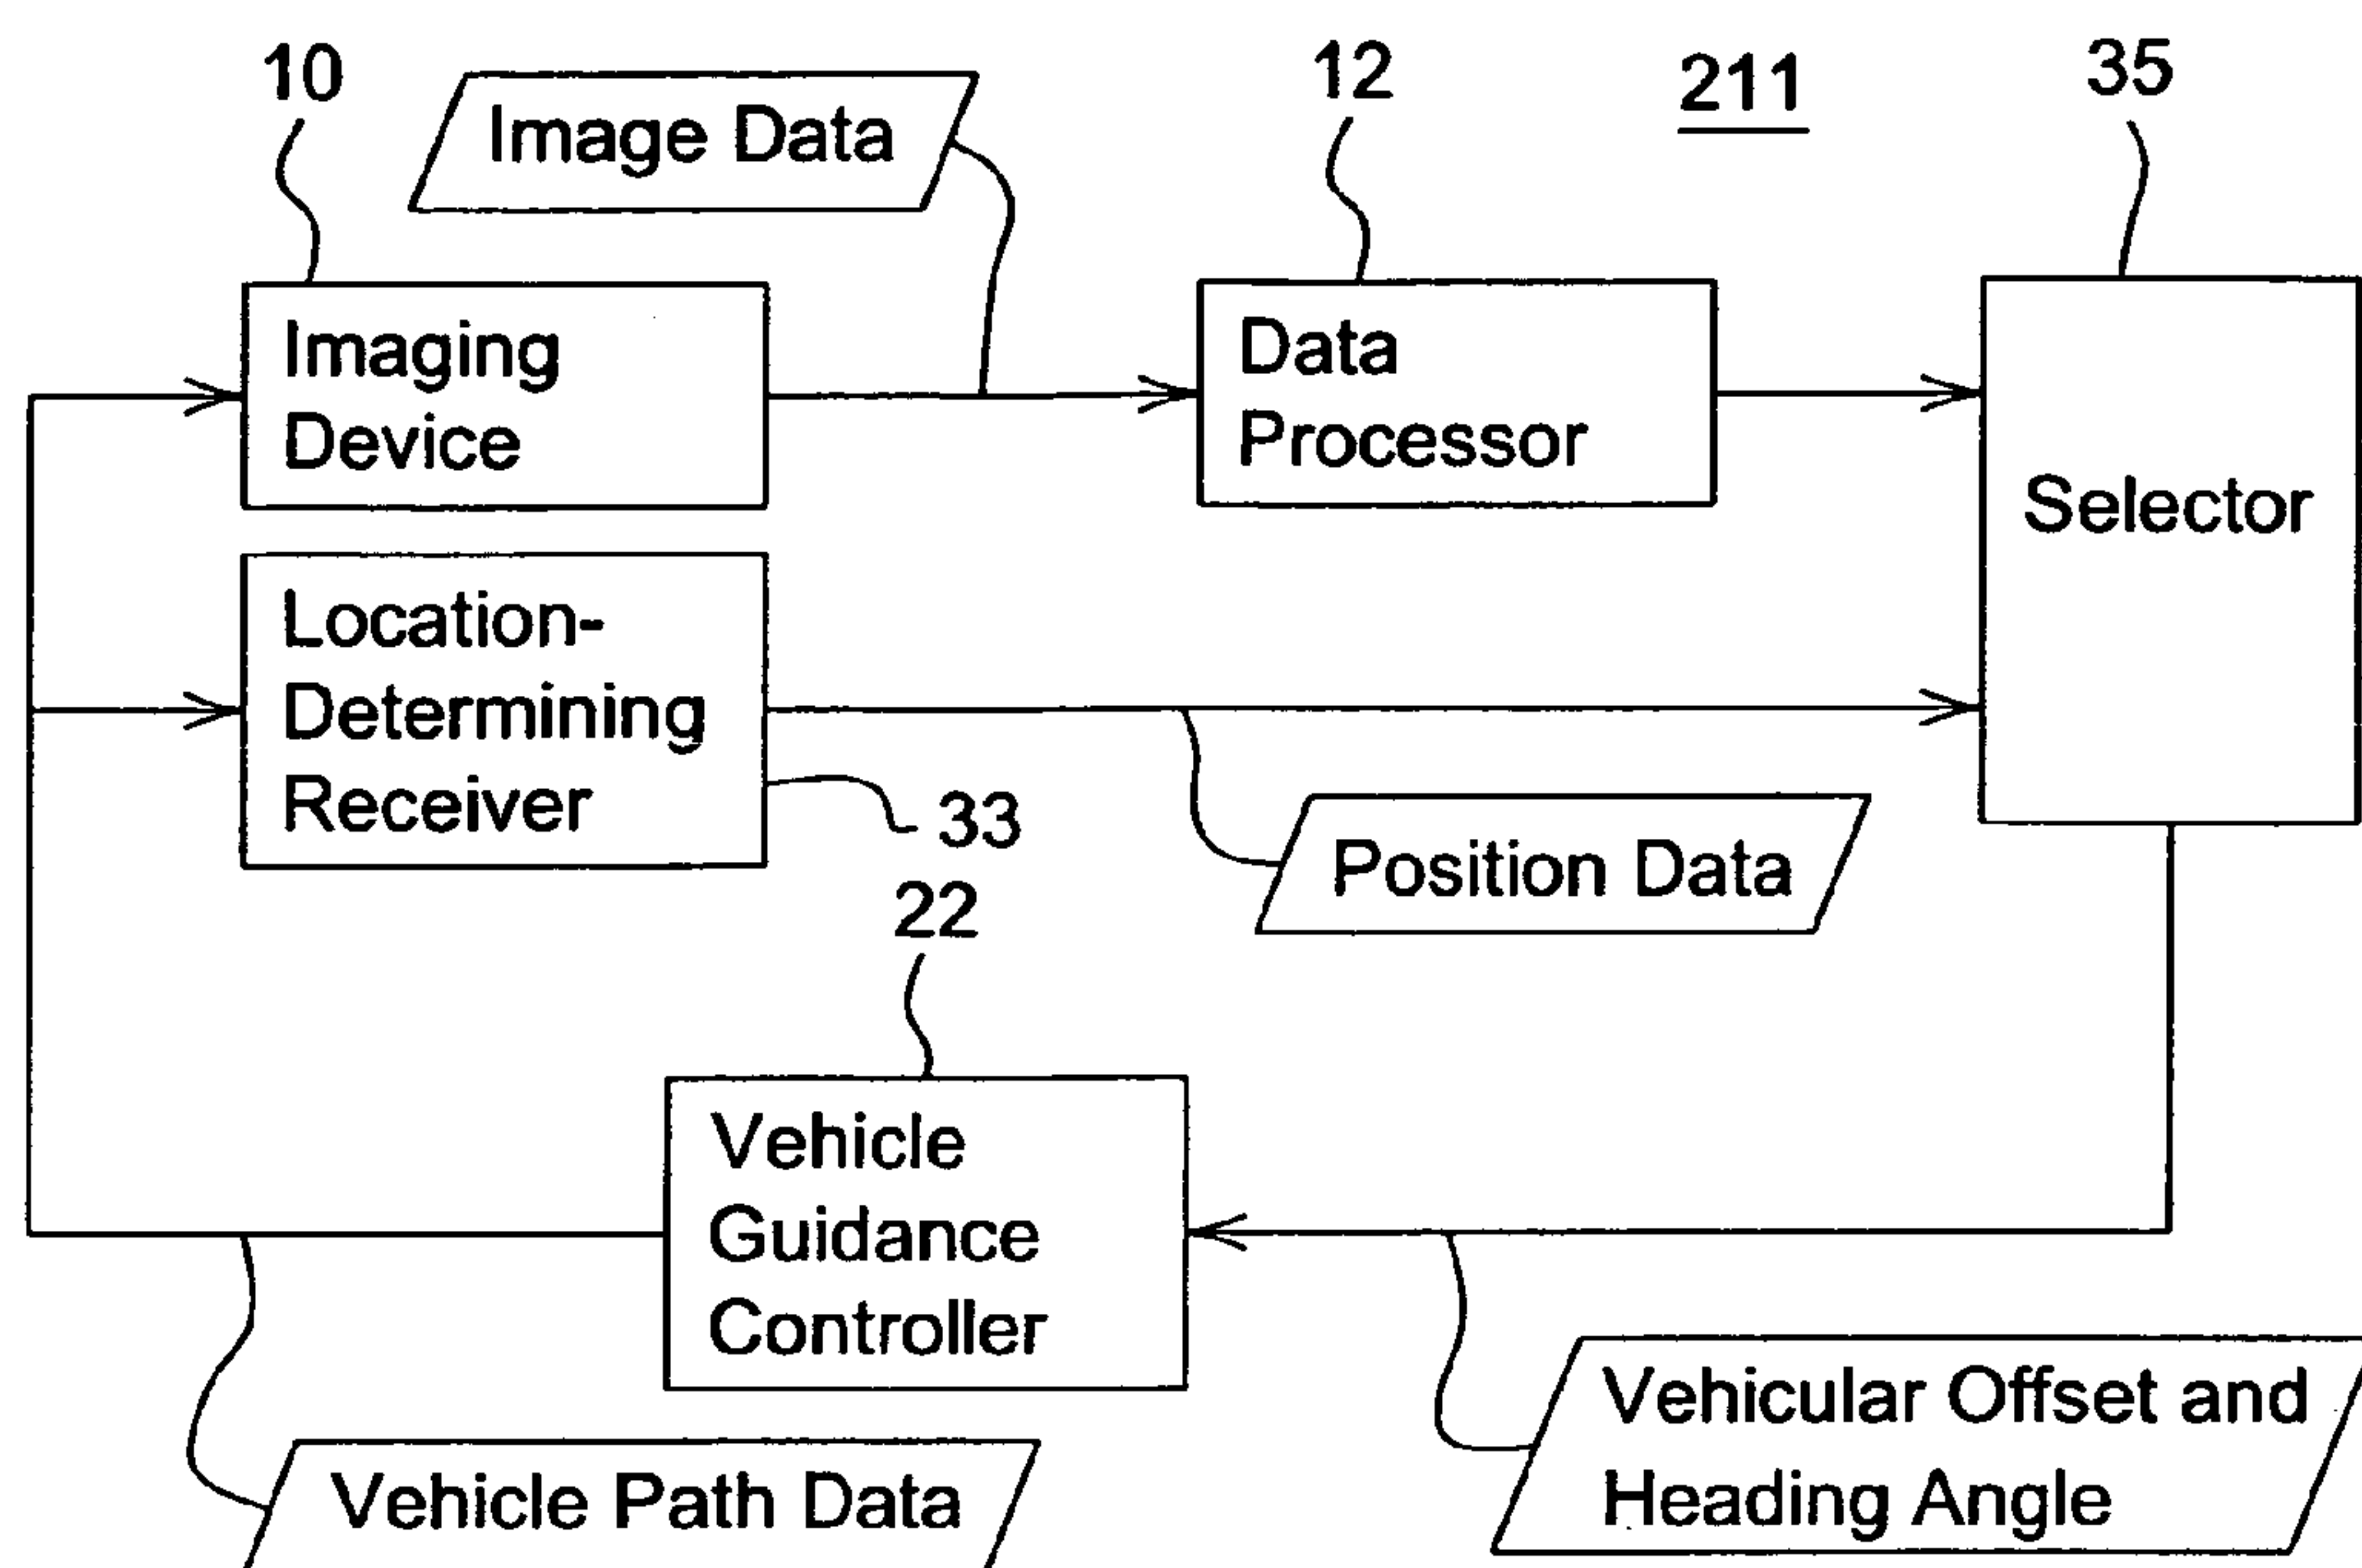 10
Image Data
12
211
35
Imaging
Device
Data
Processor
Selector
Location-
Determining
Receiver
33
Position Data
22
Vehicle
Guidance
Controller
Vehicular Offset and
Heading Angle
Vehicle Path Data